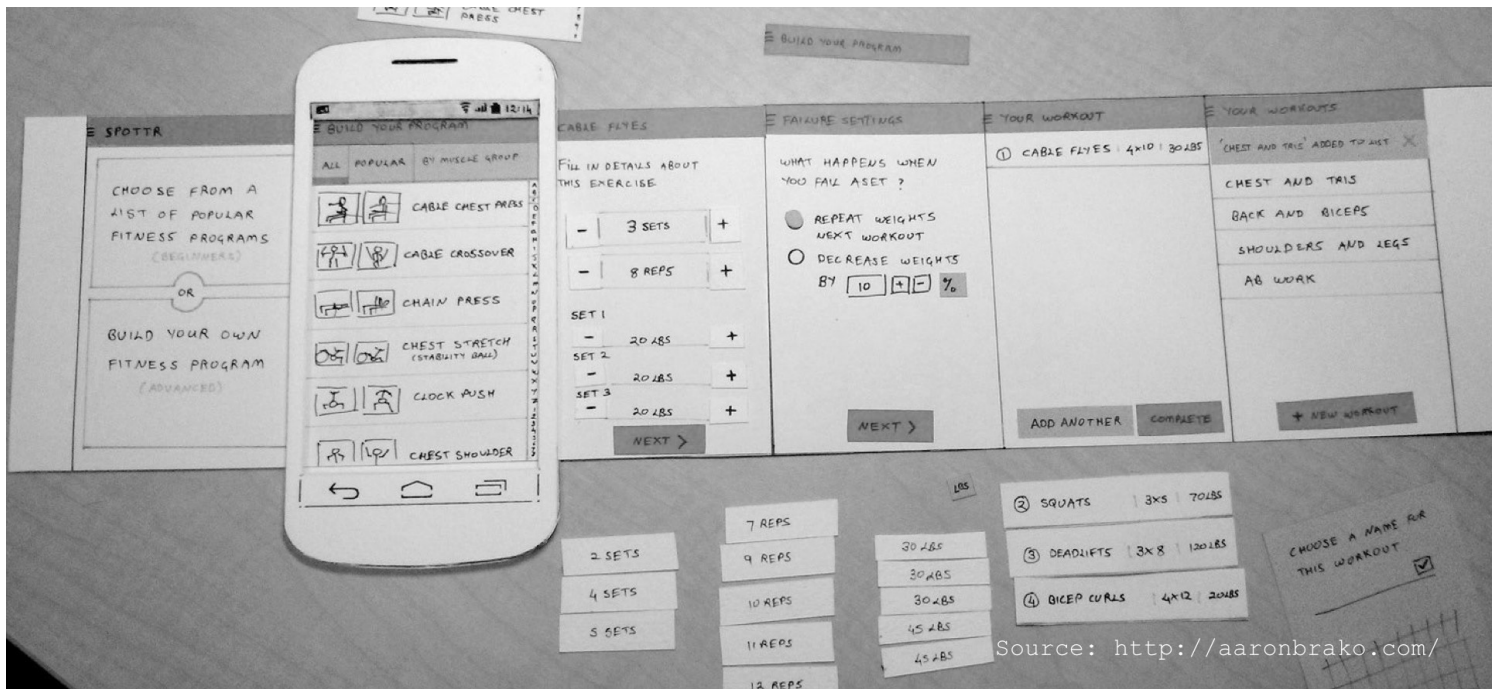 CABLE CHEST
PRESS
≡ BUILD YOUR PROGRAM
≡ SPOTTR
CHOOSE FROM A
LIST OF POPULAR
FITNESS PROGRAMS
(BEGINNERS)
OR
BUILD YOUR OWN
FITNESS PROGRAM
(ADVANCED)
12:14
≡ BUILD YOUR PROGRAM
ALL POPULAR BY MUSCLE GROUP
CABLE CHEST PRESS
CABLE CROSSOVER
CHAIN PRESS
CHEST STRETCH
(STABILITY BALL)
CLOCK PUSH
CHEST SHOULDER
CABLE FLYES
FILL IN DETAILS ABOUT
THIS EXERCISE
- 3 SETS +
- 8 REPS +
SET 1
- 20 LBS +
SET 2
- 20 LBS +
SET 3
- 20 LBS +
NEXT >
≡ FAILURE SETTINGS
WHAT HAPPENS WHEN
YOU FAIL A SET ?
REPEAT WEIGHTS
NEXT WORKOUT
DECREASE WEIGHTS
BY 10 + - %
NEXT >
≡ YOUR WORKOUT
① CABLE FLYES | 4x10 | 30LBS
ADD ANOTHER COMPLETE
≡ YOUR WORKOUTS
'CHEST AND TRIS' ADDED TO LIST X
CHEST AND TRIS
BACK AND BICEPS
SHOULDERS AND LEGS
AB WORK
+ NEW WORKOUT
2 SETS
4 SETS
5 SETS
7 REPS
9 REPS
10 REPS
11 REPS
12 REPS
LBS
30 LBS
30 LBS
30 LBS
45 LBS
45 LBS
② SQUATS | 3x5 | 70LBS
③ DEADLIFTS | 3x8 | 120LBS
④ BICEP CURLS | 4x12 | 20LBS
CHOOSE A NAME FOR
THIS WORKOUT
Source: http://aaronbrako.com/